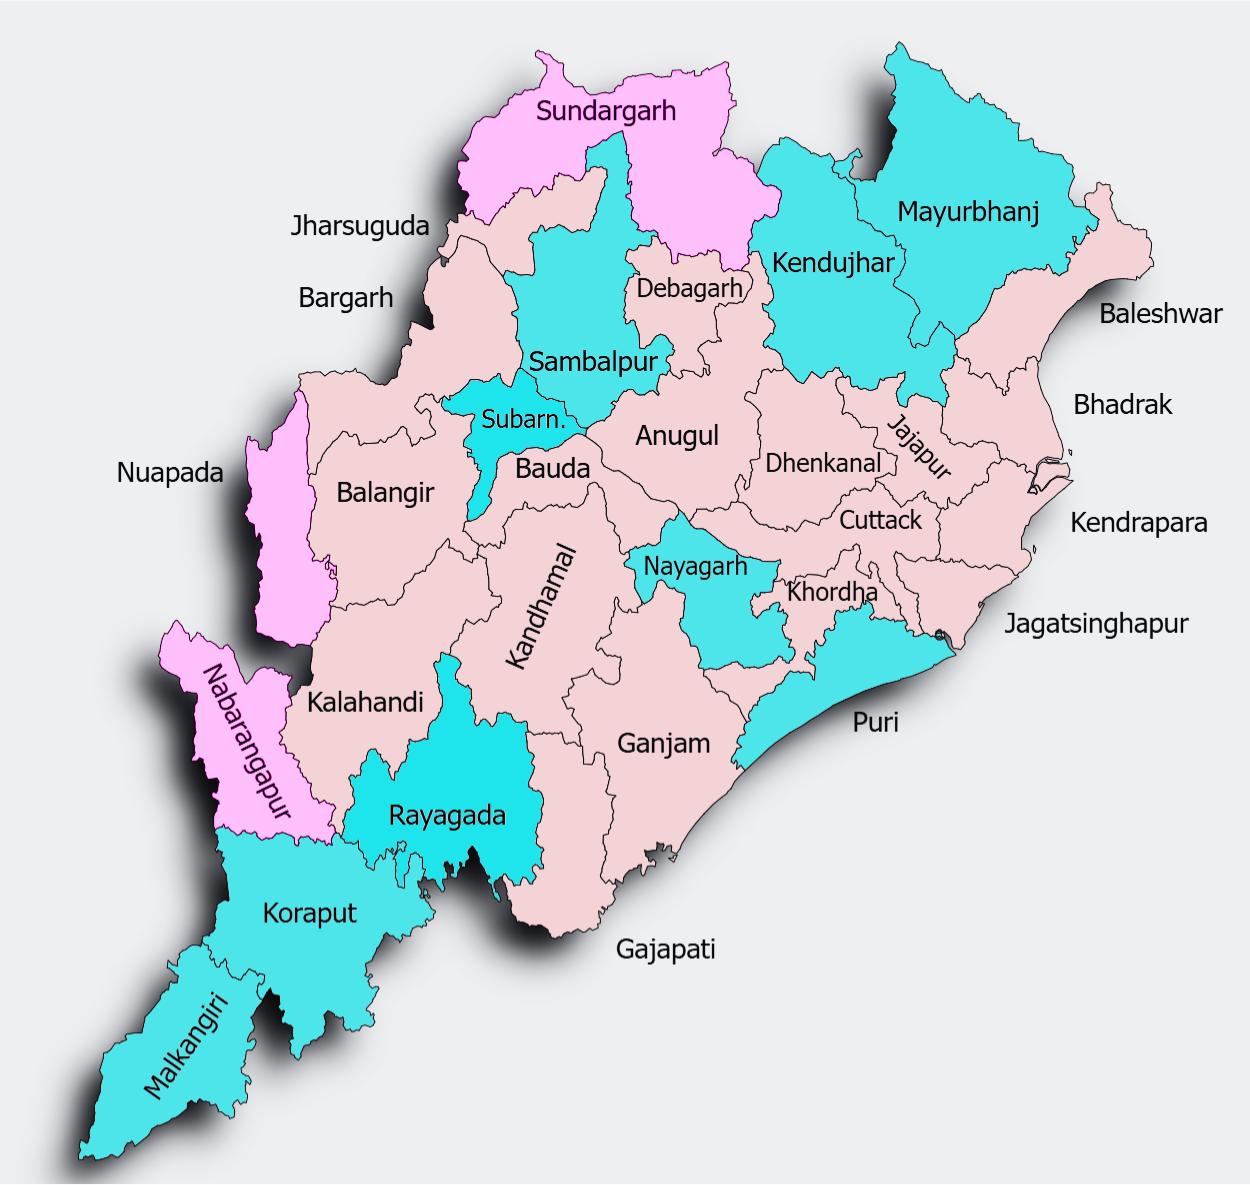 Sundargarh
Mayurbhanj
Jharsuguda
Kendujhar
Debagarh
Bargarh
Baleshwar
Sambalpur
Bhadrak
Subarn.
Anugul
Jajapur
Dhenkanal
Bauda
Nuapada
Balangir
Cuttack
Kendrapara
Nayagarh
Khordha
Kandhamal
Jagatsinghapur
Kalahandi
Puri
Nabarangapur
Ganjam
Rayagada
Koraput
Gajapati
Malkangiri